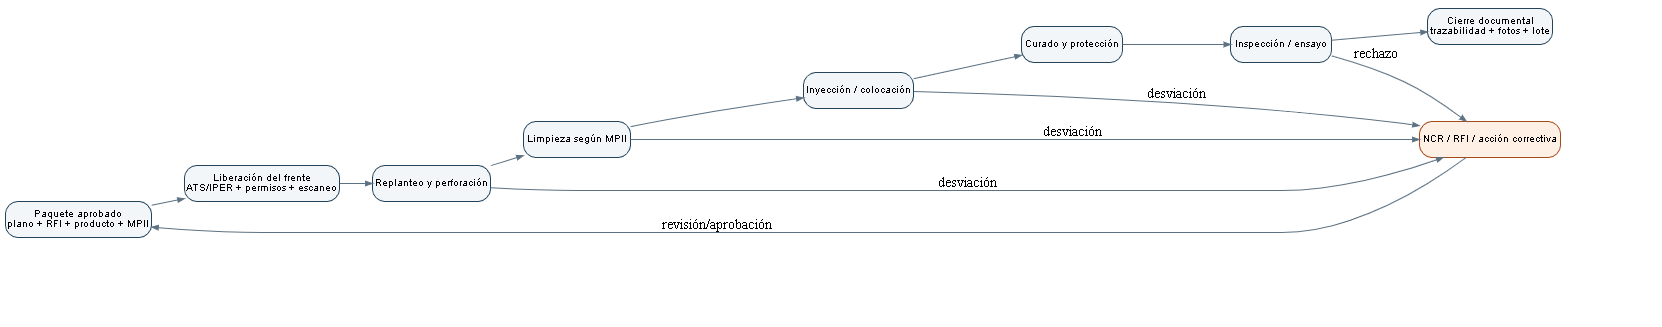 Paquete aprobado
plano + RFI + producto + MPII
Liberación del frente
ATS/IPER + permisos + escaneo
Replanteo y perforación
Limpieza según MPII
Inyección / colocación
Curado y protección
Inspección / ensayo
Cierre documental
trazabilidad + fotos + lote
rechazo
desviación
desviación
desviación
NCR / RFI / acción correctiva
revisión/aprobación